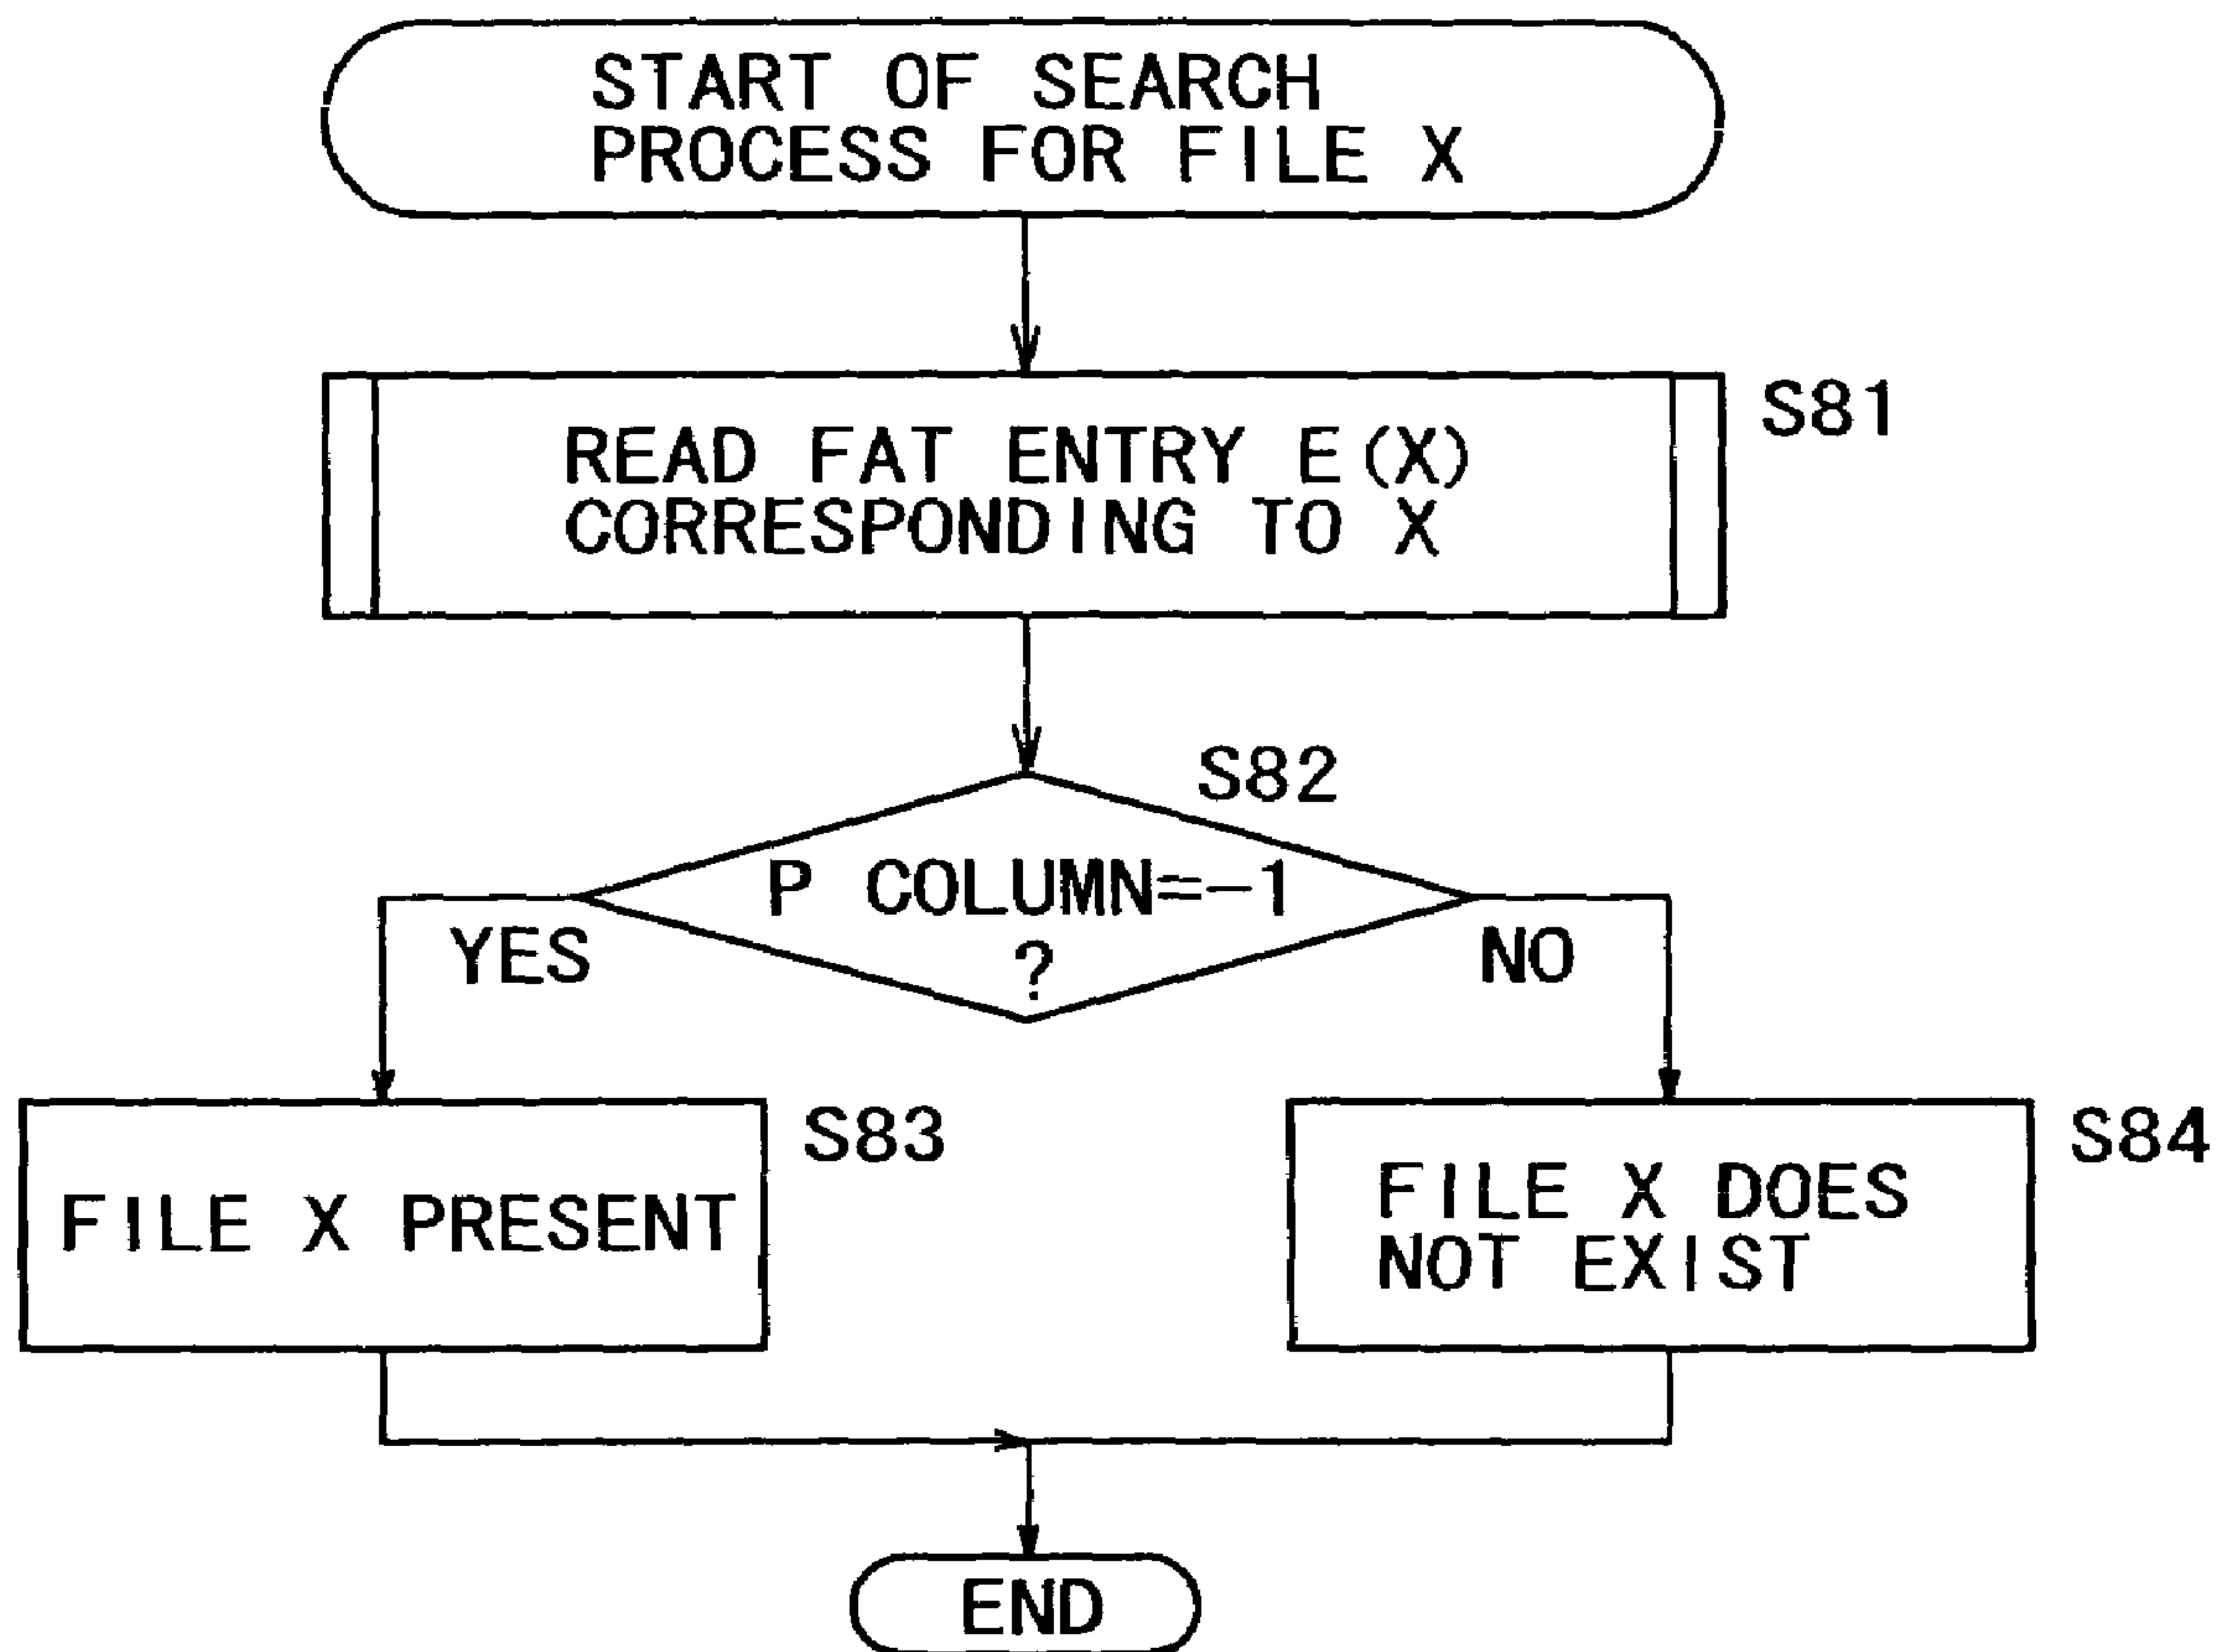 START OF SEARCH
PROCESS FOR FILE X
READ FAT ENTRY E(X)
CORRESPONDING TO X
S81
S82
P COLUMN=-1
?
YES
NO
FILE X PRESENT
S83
FILE X DOES
NOT EXIST
S84
END